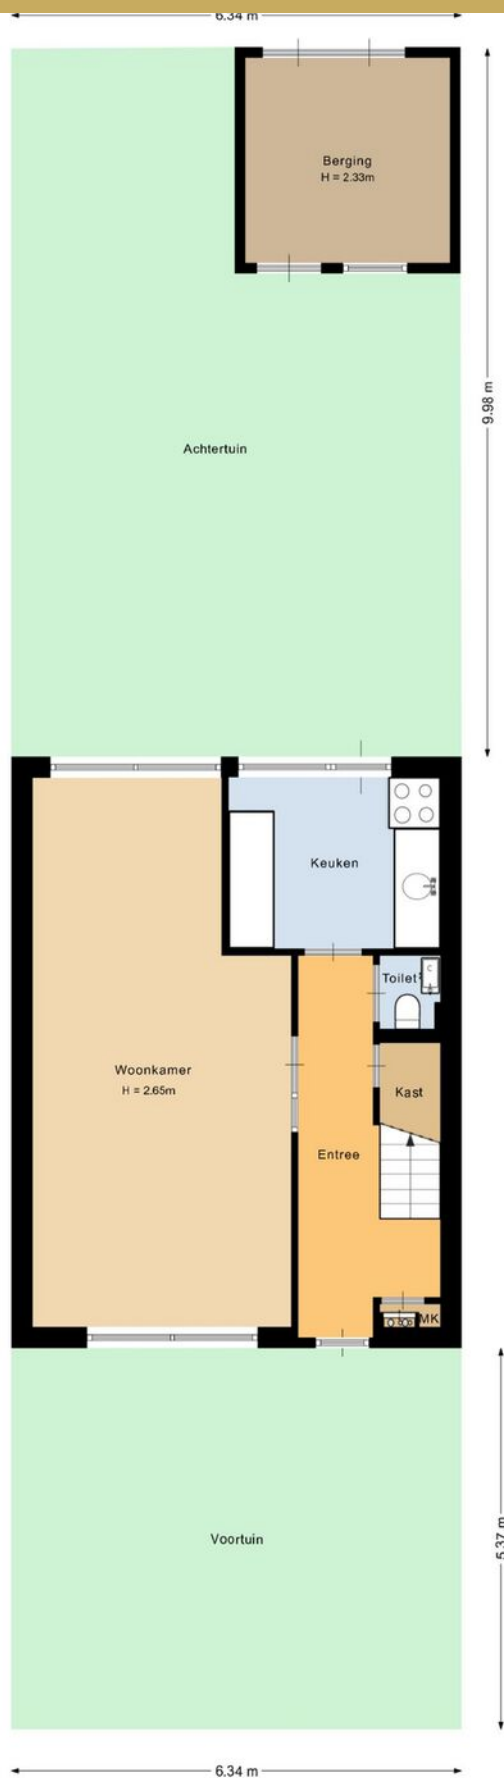 6.34 m
Berging
H = 2.33m
9.98 m
Achtertuin
Keuken
Toilet
Woonkamer
H = 2.65m
Kast
Entree
MK
Voortuin
5.37 m
6.34 m